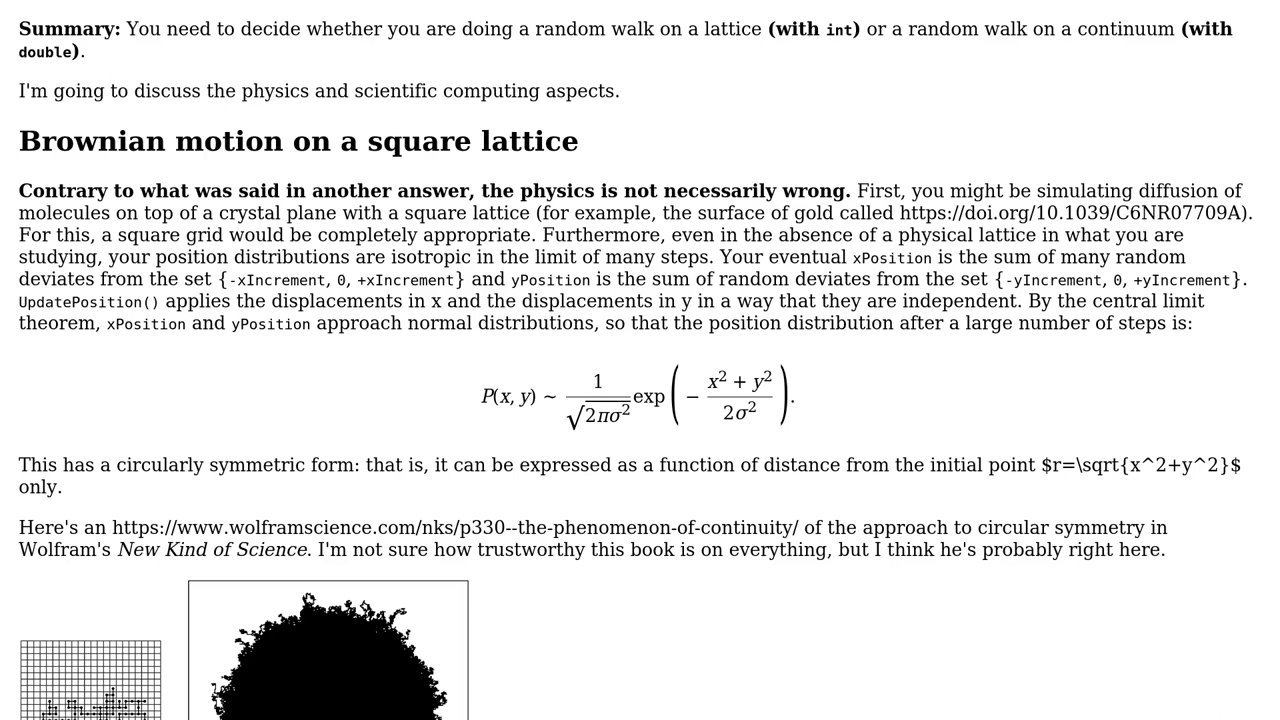 Summary: You need to decide whether you are doing a random walk on a lattice (with int) or a random walk on a continuum (with
double).
I'm going to discuss the physics and scientific computing aspects.
Brownian motion on a square lattice
Contrary to what was said in another answer, the physics is not necessarily wrong. First, you might be simulating diffusion of
molecules on top of a crystal plane with a square lattice (for example, the surface of gold called https://doi.org/10.1039/C6NR07709A).
For this, a square grid would be completely appropriate. Furthermore, even in the absence of a physical lattice in what you are
studying, your position distributions are isotropic in the limit of many steps. Your eventual xPosition is the sum of many random
deviates from the set {-xIncrement, 0, +xIncrement} and yPosition is the sum of random deviates from the set {-yIncrement, 0, +yIncrement}.
UpdatePosition() applies the displacements in x and the displacements in y in a way that they are independent. By the central limit
theorem, xPosition and yPosition approach normal distributions, so that the position distribution after a large number of steps is:
P(x, y) ~ 1/√(2πσ²) exp(− (x² + y²)/(2σ²)).
This has a circularly symmetric form: that is, it can be expressed as a function of distance from the initial point $r=\sqrt{x^2+y^2}$
only.
Here's an https://www.wolframscience.com/nks/p330--the-phenomenon-of-continuity/ of the approach to circular symmetry in
Wolfram's New Kind of Science. I'm not sure how trustworthy this book is on everything, but I think he's probably right here.